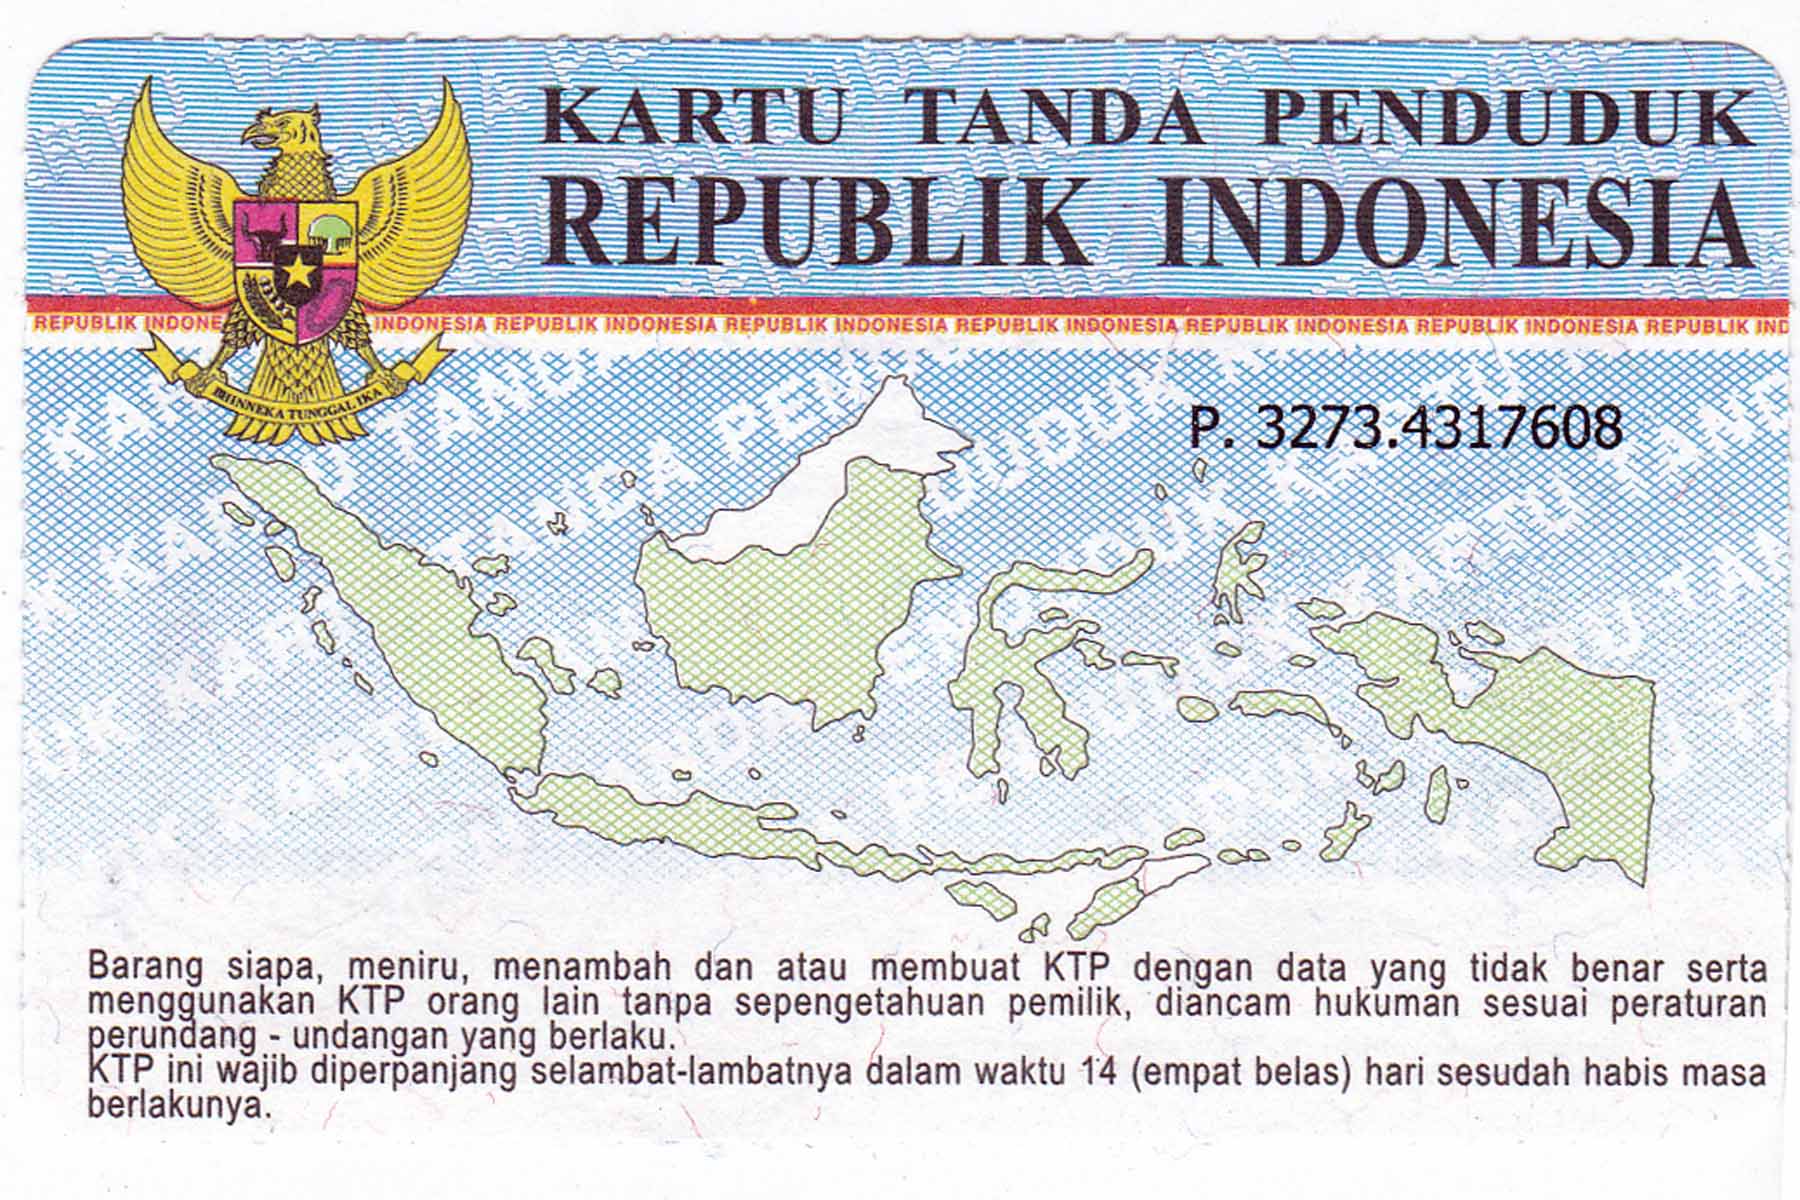 KARTU TANDA PENDUDUK
REPUBLIK INDONESIA
REPUBLIK INDONE INDONESIA REPUBLIK INDONESIA REPUBLIK INDONESIA REPUBLIK INDONESIA REPUBLIK INDONESIA REPUBLIK INDONESIA REPUBLIK IND
BHINNEKA TUNGGAL IKA
P. 3273.4317608
Barang siapa, meniru, menambah dan atau membuat KTP dengan data yang tidak benar serta
menggunakan KTP orang lain tanpa sepengetahuan pemilik, diancam hukuman sesuai peraturan
perundang - undangan yang berlaku.
KTP ini wajib diperpanjang selambat-lambatnya dalam waktu 14 (empat belas) hari sesudah habis masa
berlakunya.